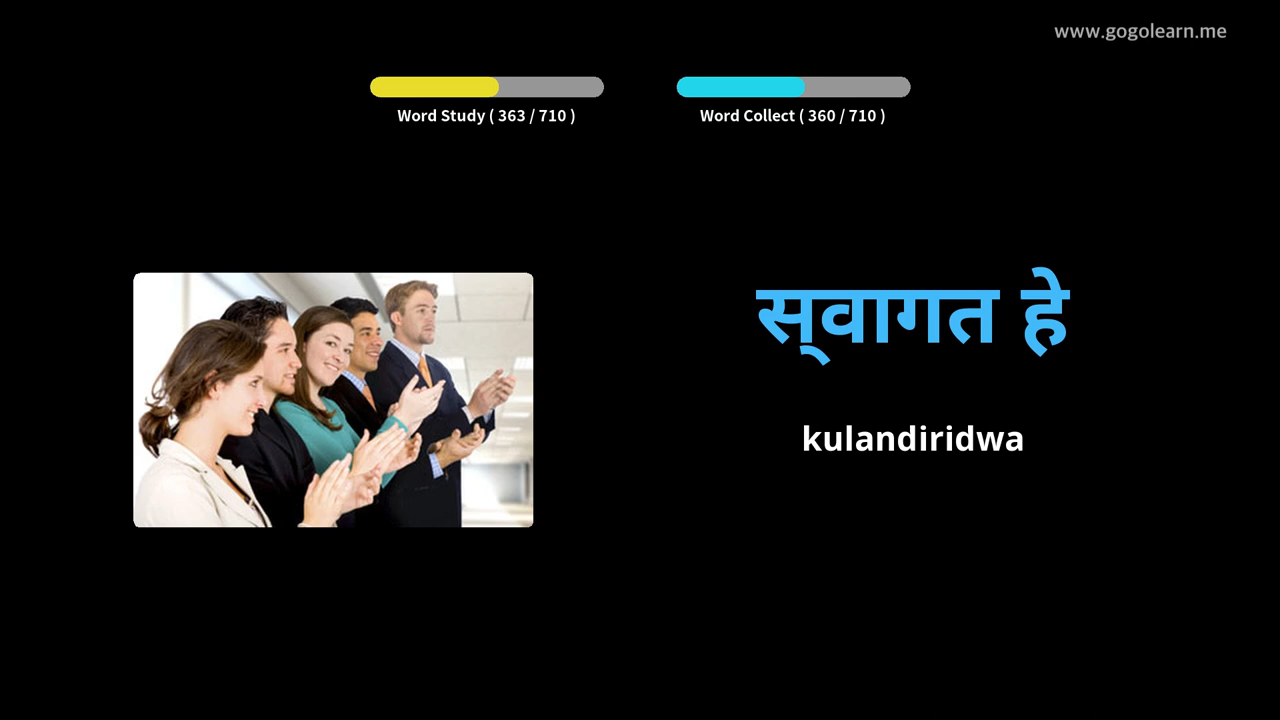 www.gogolearn.me
Word Study ( 363 / 710 )
Word Collect ( 360 / 710 )
स्‌वागत हे
kulandiridwa